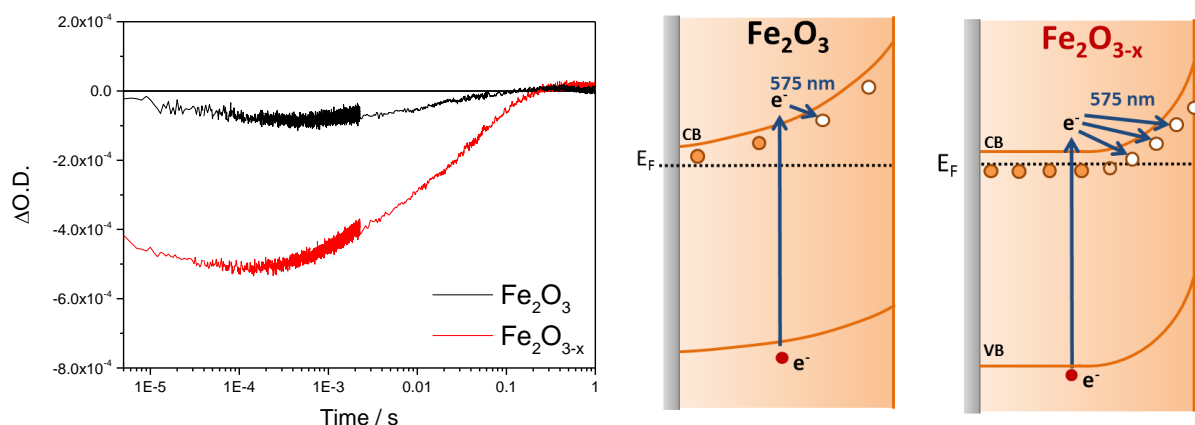 2.0x10⁻⁴
0.0
-2.0x10⁻⁴
-4.0x10⁻⁴
-6.0x10⁻⁴
-8.0x10⁻⁴
ΔO.D.
1E-5 1E-4 1E-3 0.01 0.1 1
Time / s
Fe₂O₃
Fe₂O₃₋ₓ
Fe₂O₃
575 nm
e⁻
CB
E_F
e⁻
Fe₂O₃₋ₓ
575 nm
e⁻
CB
E_F
VB
e⁻